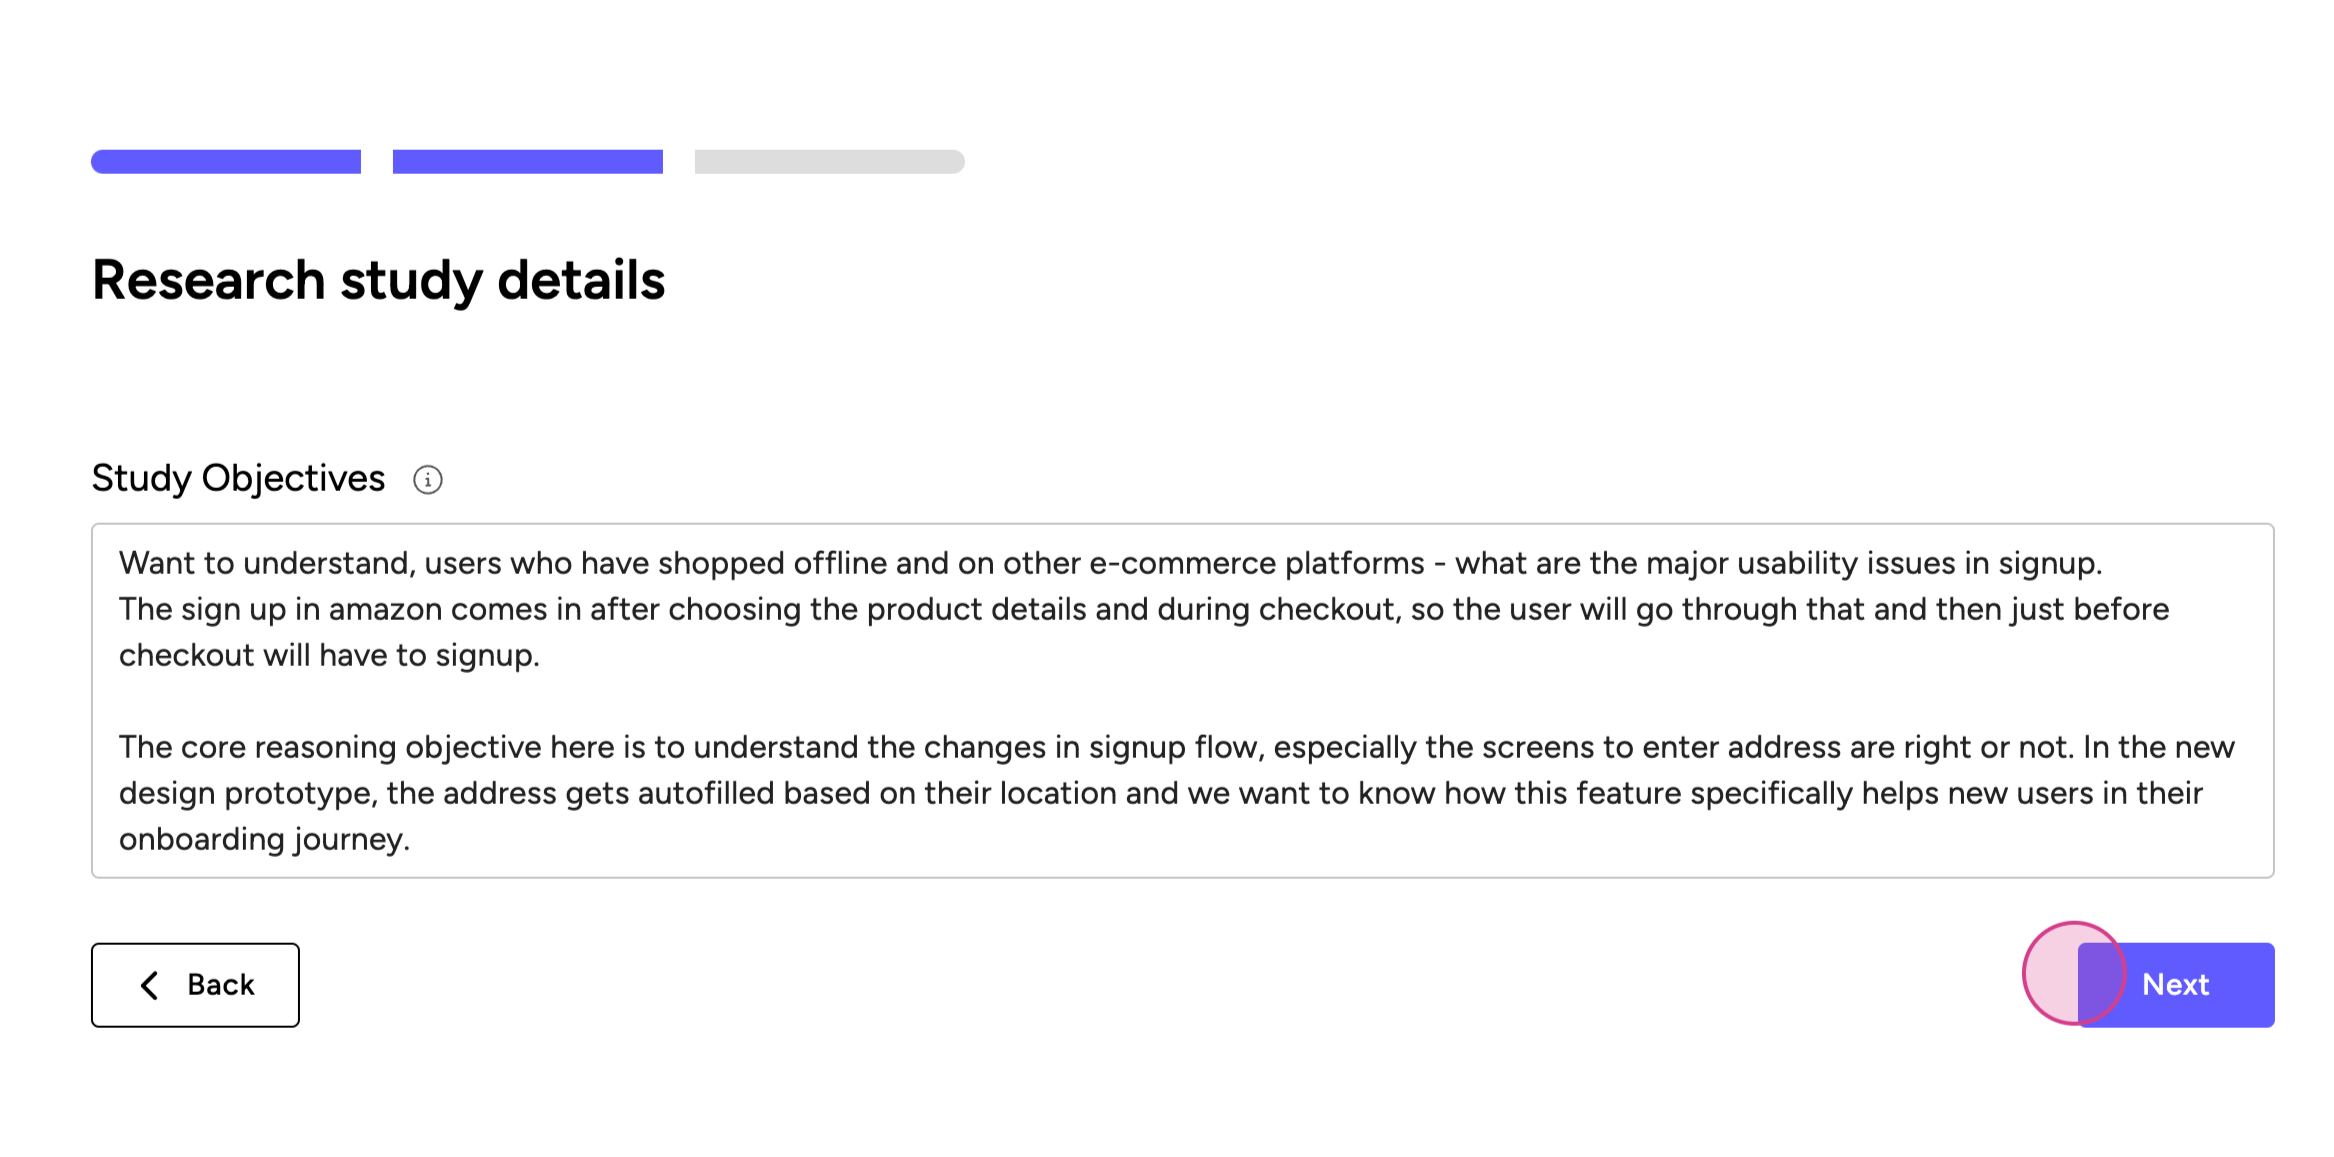 Research study details
Study Objectives
Want to understand, users who have shopped offline and on other e-commerce platforms - what are the major usability issues in signup.
The sign up in amazon comes in after choosing the product details and during checkout, so the user will go through that and then just before
checkout will have to signup.
The core reasoning objective here is to understand the changes in signup flow, especially the screens to enter address are right or not. In the new
design prototype, the address gets autofilled based on their location and we want to know how this feature specifically helps new users in their
onboarding journey.
Back
Next